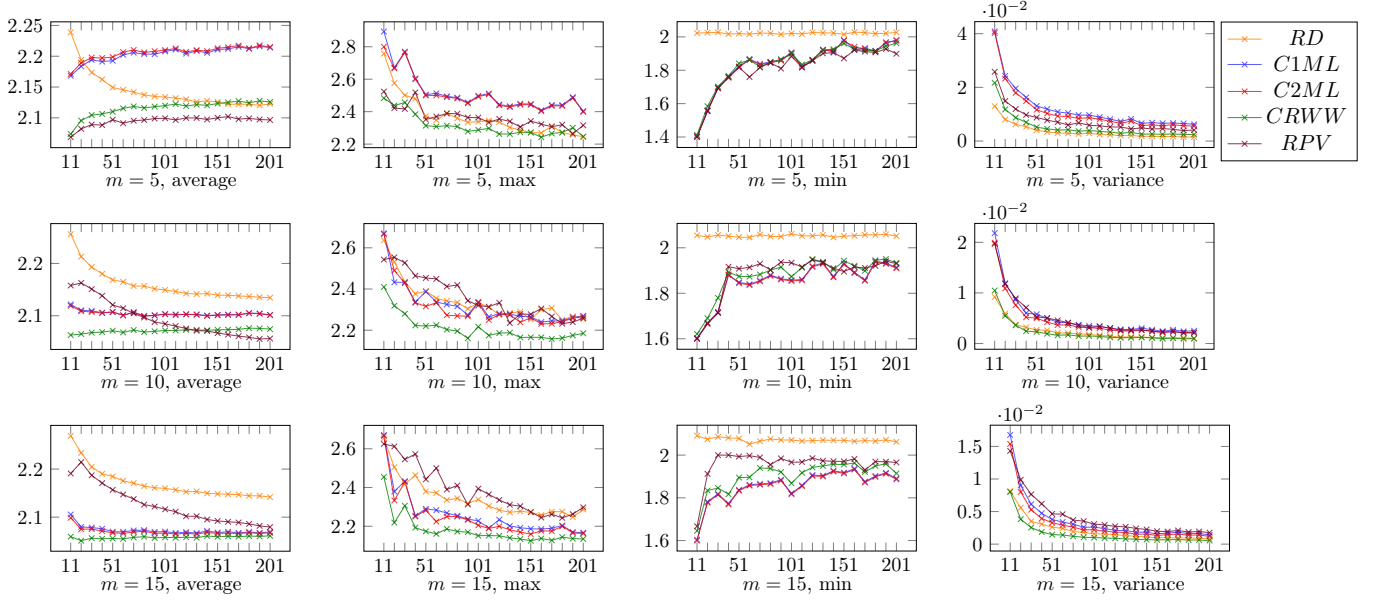 2.25
2.2
2.15
2.1
11 51 101 151 201
m = 5, average
2.8
2.6
2.4
2.2
11 51 101 151 201
m = 5, max
2
1.8
1.6
1.4
11 51 101 151 201
m = 5, min
·10−2
4
2
0
11 51 101 151 201
m = 5, variance
RD
C1ML
C2ML
CRWW
RPV
2.2
2.1
11 51 101 151 201
m = 10, average
2.6
2.4
2.2
11 51 101 151 201
m = 10, max
2
1.8
1.6
11 51 101 151 201
m = 10, min
·10−2
2
1
0
11 51 101 151 201
m = 10, variance
2.2
2.1
11 51 101 151 201
m = 15, average
2.6
2.4
2.2
11 51 101 151 201
m = 15, max
2
1.8
1.6
11 51 101 151 201
m = 15, min
·10−2
1.5
1
0.5
0
11 51 101 151 201
m = 15, variance